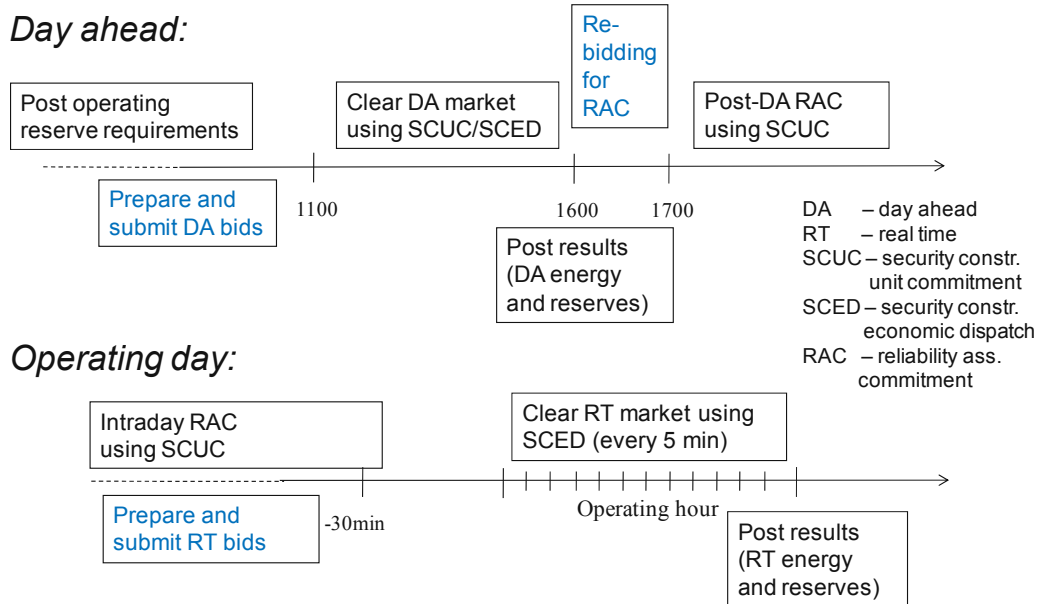 Day ahead:
Re-
bidding
for
RAC
Post operating
reserve requirements
Clear DA market
using SCUC/SCED
Post-DA RAC
using SCUC
Prepare and
submit DA bids
1100
1600
1700
Post results
(DA energy
and reserves)
DA – day ahead
RT – real time
SCUC – security constr.
unit commitment
SCED – security constr.
economic dispatch
RAC – reliability ass.
commitment
Operating day:
Intraday RAC
using SCUC
Clear RT market using
SCED (every 5 min)
Prepare and
submit RT bids
-30min
Operating hour
Post results
(RT energy
and reserves)